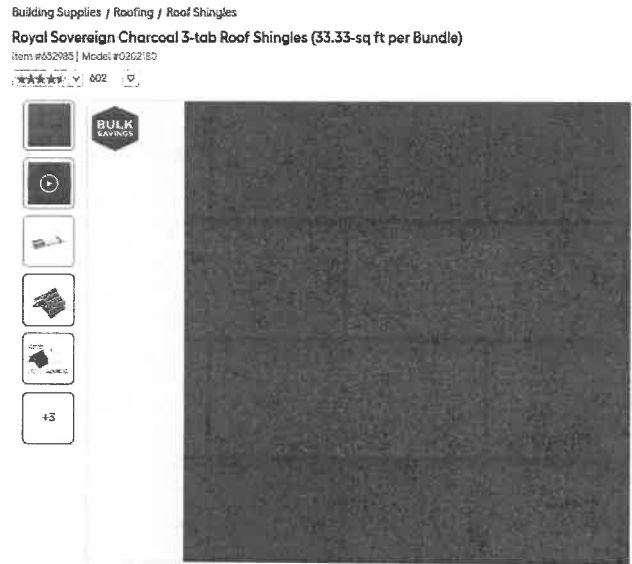 Building Supplies / Roofing / Roof Shingles
Royal Sovereign Charcoal 3-tab Roof Shingles (33.33-sq ft per Bundle)
Item #652985 | Model #0202180
602
BULK
SAVINGS
+3